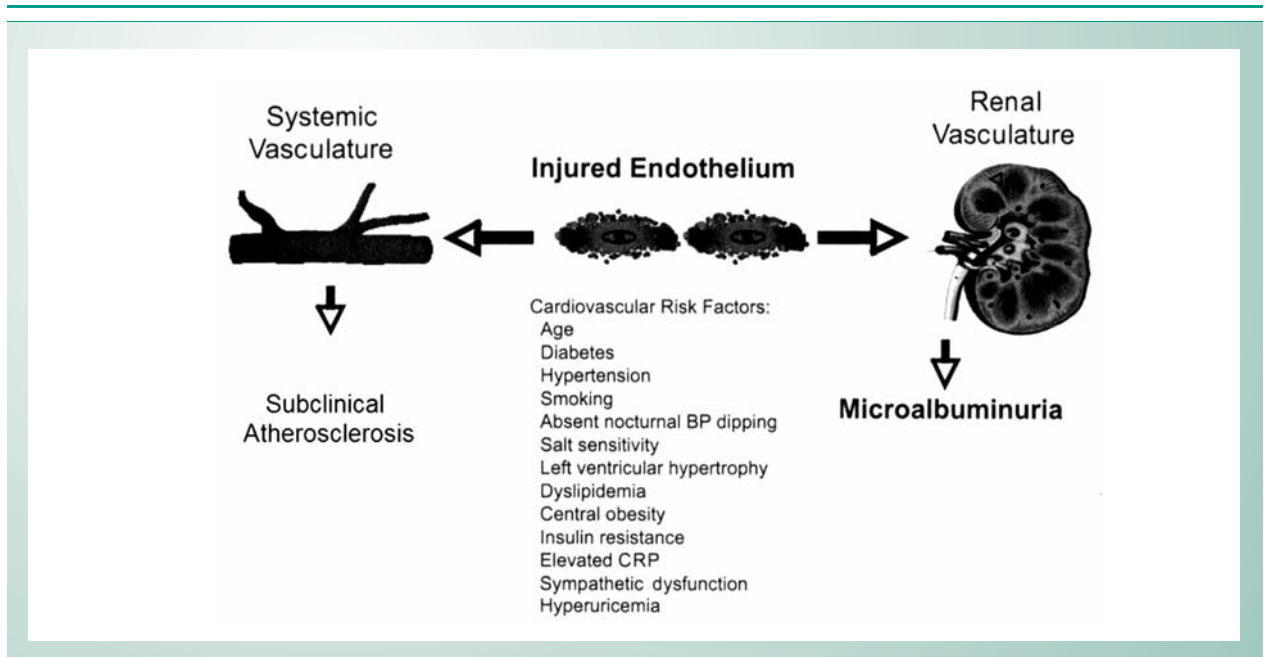 Systemic
Vasculature
Injured Endothelium
Renal
Vasculature
Subclinical
Atherosclerosis
Cardiovascular Risk Factors:
Age
Diabetes
Hypertension
Smoking
Absent nocturnal BP dipping
Salt sensitivity
Left ventricular hypertrophy
Dyslipidemia
Central obesity
Insulin resistance
Elevated CRP
Sympathetic dysfunction
Hyperuricemia
Microalbuminuria